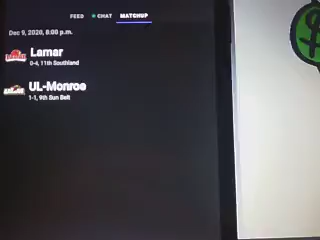 FEED CHAT MATCHUP
Dec 9, 2020, 8:00 p.m.
Lamar
0-4, 11th Southland
UL-Monroe
1-1, 9th Sun Belt